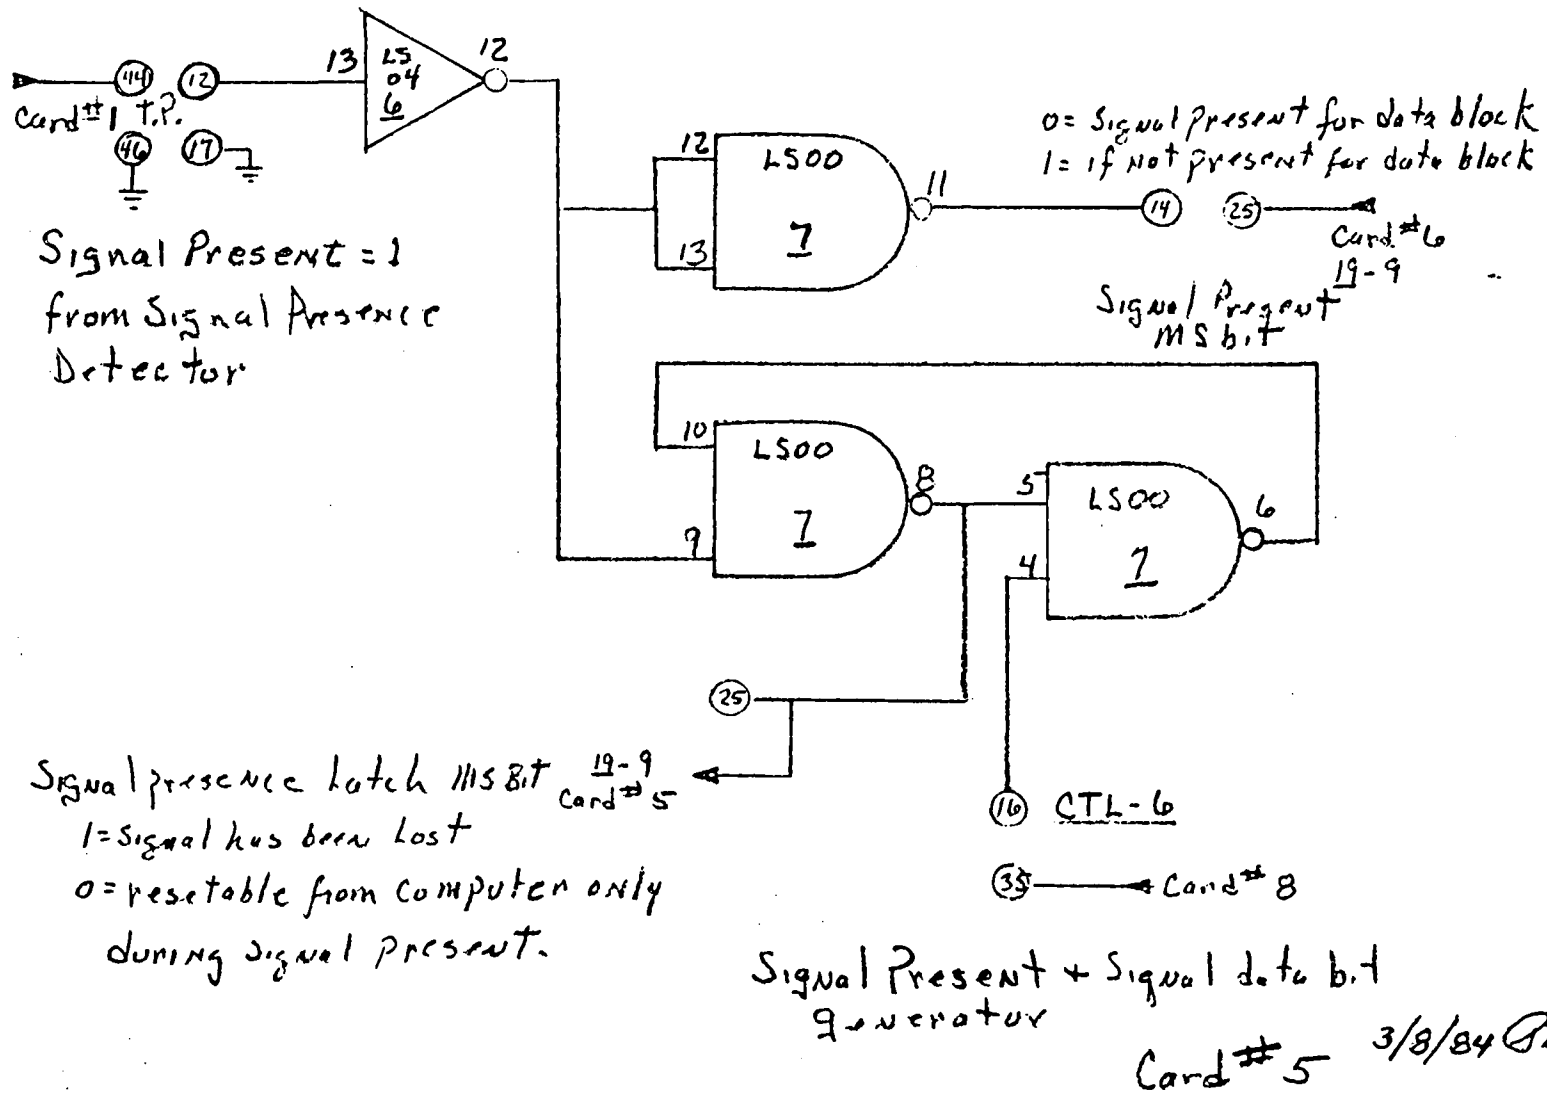 44 12
Card #1 T.P.
46 17
13 LS 04 6 12
Signal Present = 1
from Signal Presence
Detector
12 LS00 11
13 7
0 = Signal present for data block
1 = if not present for data block
14 25
Card #6
19-9
Signal Present
MS bit
10 LS00 8
9 7
5 LS00 6
4 7
25
Signal presence Latch MS Bit 19-9
Card #5
1 = Signal has been Lost
0 = resetable from computer only
during signal present.
16 CTL-6
35 Card #8
Signal Present + Signal data bit
generator
Card #5 3/8/84